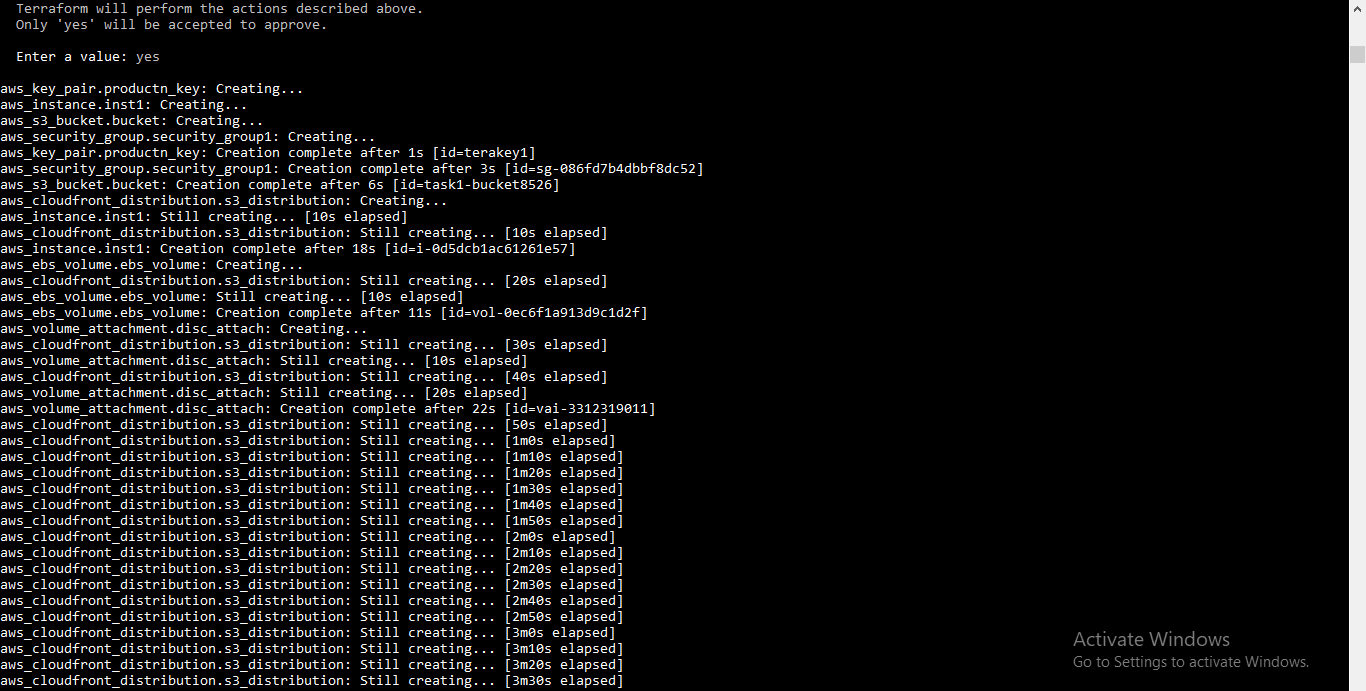 Terraform will perform the actions described above.
Only 'yes' will be accepted to approve.
Enter a value: yes
aws_key_pair.productn_key: Creating...
aws_instance.inst1: Creating...
aws_s3_bucket.bucket: Creating...
aws_security_group.security_group1: Creating...
aws_key_pair.productn_key: Creation complete after 1s [id=terakey1]
aws_security_group.security_group1: Creation complete after 3s [id=sg-086fd7b4dbbf8dc52]
aws_s3_bucket.bucket: Creation complete after 6s [id=task1-bucket8526]
aws_cloudfront_distribution.s3_distribution: Creating...
aws_instance.inst1: Still creating... [10s elapsed]
aws_cloudfront_distribution.s3_distribution: Still creating... [10s elapsed]
aws_instance.inst1: Creation complete after 18s [id=i-0d5dcb1ac61261e57]
aws_ebs_volume.ebs_volume: Creating...
aws_cloudfront_distribution.s3_distribution: Still creating... [20s elapsed]
aws_ebs_volume.ebs_volume: Still creating... [10s elapsed]
aws_ebs_volume.ebs_volume: Creation complete after 11s [id=vol-0ec6f1a913d9c1d2f]
aws_volume_attachment.disc_attach: Creating...
aws_cloudfront_distribution.s3_distribution: Still creating... [30s elapsed]
aws_volume_attachment.disc_attach: Still creating... [10s elapsed]
aws_cloudfront_distribution.s3_distribution: Still creating... [40s elapsed]
aws_volume_attachment.disc_attach: Still creating... [20s elapsed]
aws_volume_attachment.disc_attach: Creation complete after 22s [id=vai-3312319011]
aws_cloudfront_distribution.s3_distribution: Still creating... [50s elapsed]
aws_cloudfront_distribution.s3_distribution: Still creating... [1m0s elapsed]
aws_cloudfront_distribution.s3_distribution: Still creating... [1m10s elapsed]
aws_cloudfront_distribution.s3_distribution: Still creating... [1m20s elapsed]
aws_cloudfront_distribution.s3_distribution: Still creating... [1m30s elapsed]
aws_cloudfront_distribution.s3_distribution: Still creating... [1m40s elapsed]
aws_cloudfront_distribution.s3_distribution: Still creating... [1m50s elapsed]
aws_cloudfront_distribution.s3_distribution: Still creating... [2m0s elapsed]
aws_cloudfront_distribution.s3_distribution: Still creating... [2m10s elapsed]
aws_cloudfront_distribution.s3_distribution: Still creating... [2m20s elapsed]
aws_cloudfront_distribution.s3_distribution: Still creating... [2m30s elapsed]
aws_cloudfront_distribution.s3_distribution: Still creating... [2m40s elapsed]
aws_cloudfront_distribution.s3_distribution: Still creating... [2m50s elapsed]
aws_cloudfront_distribution.s3_distribution: Still creating... [3m0s elapsed]
aws_cloudfront_distribution.s3_distribution: Still creating... [3m10s elapsed]
aws_cloudfront_distribution.s3_distribution: Still creating... [3m20s elapsed]
aws_cloudfront_distribution.s3_distribution: Still creating... [3m30s elapsed]
Activate Windows
Go to Settings to activate Windows.